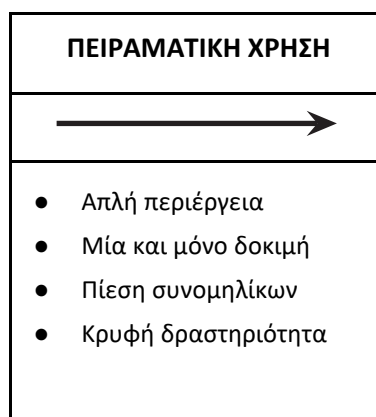 ΠΕΙΡΑΜΑΤΙΚΗ ΧΡΗΣΗ
● Απλή περιέργεια
● Μία και μόνο δοκιμή
● Πίεση συνομηλίκων
● Κρυφή δραστηριότητα